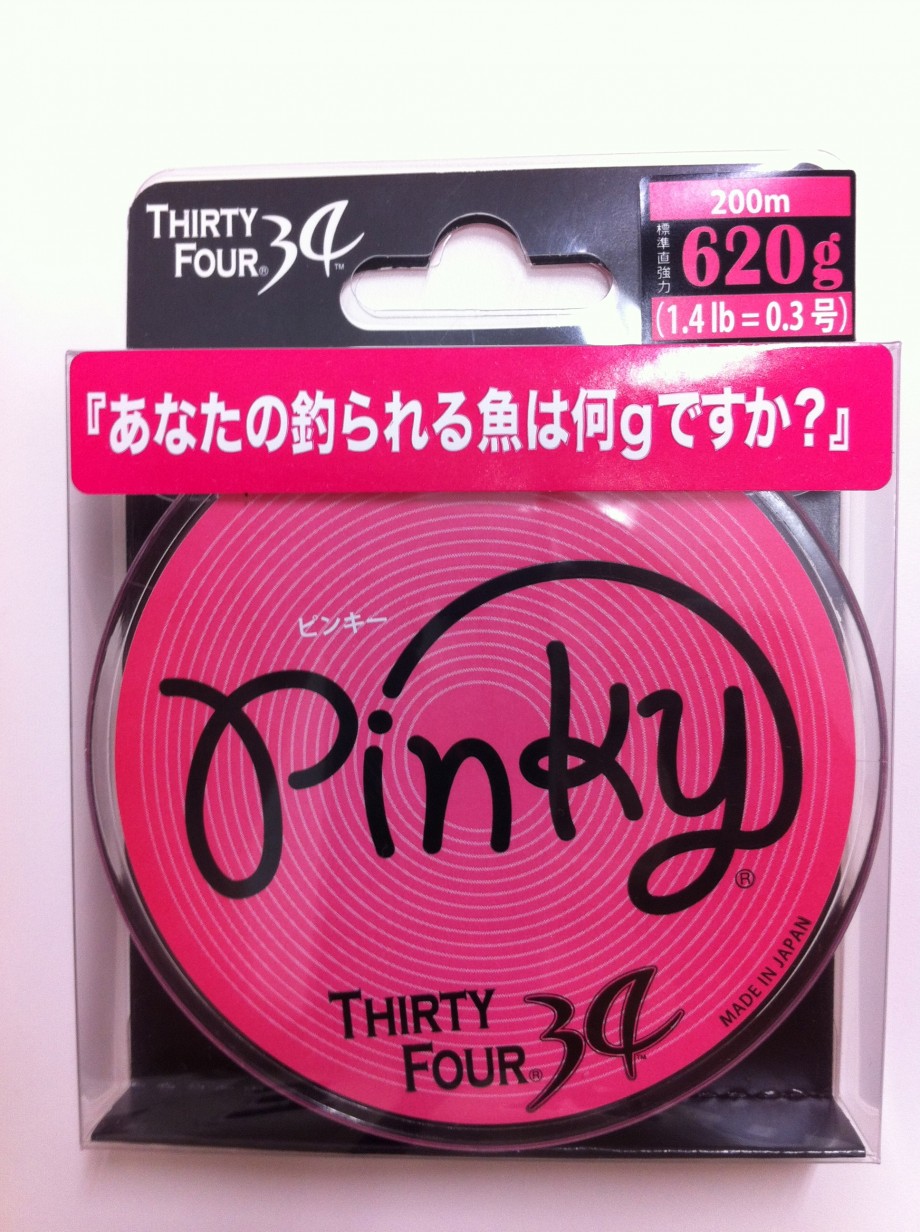 THIRTY
FOUR® 34™
200m
標準直強力
620g
(1.4 lb = 0.3 号)
『あなたの釣られる魚は何gですか?』
ピンキー
Pinky®
MADE IN JAPAN
THIRTY
FOUR® 34™